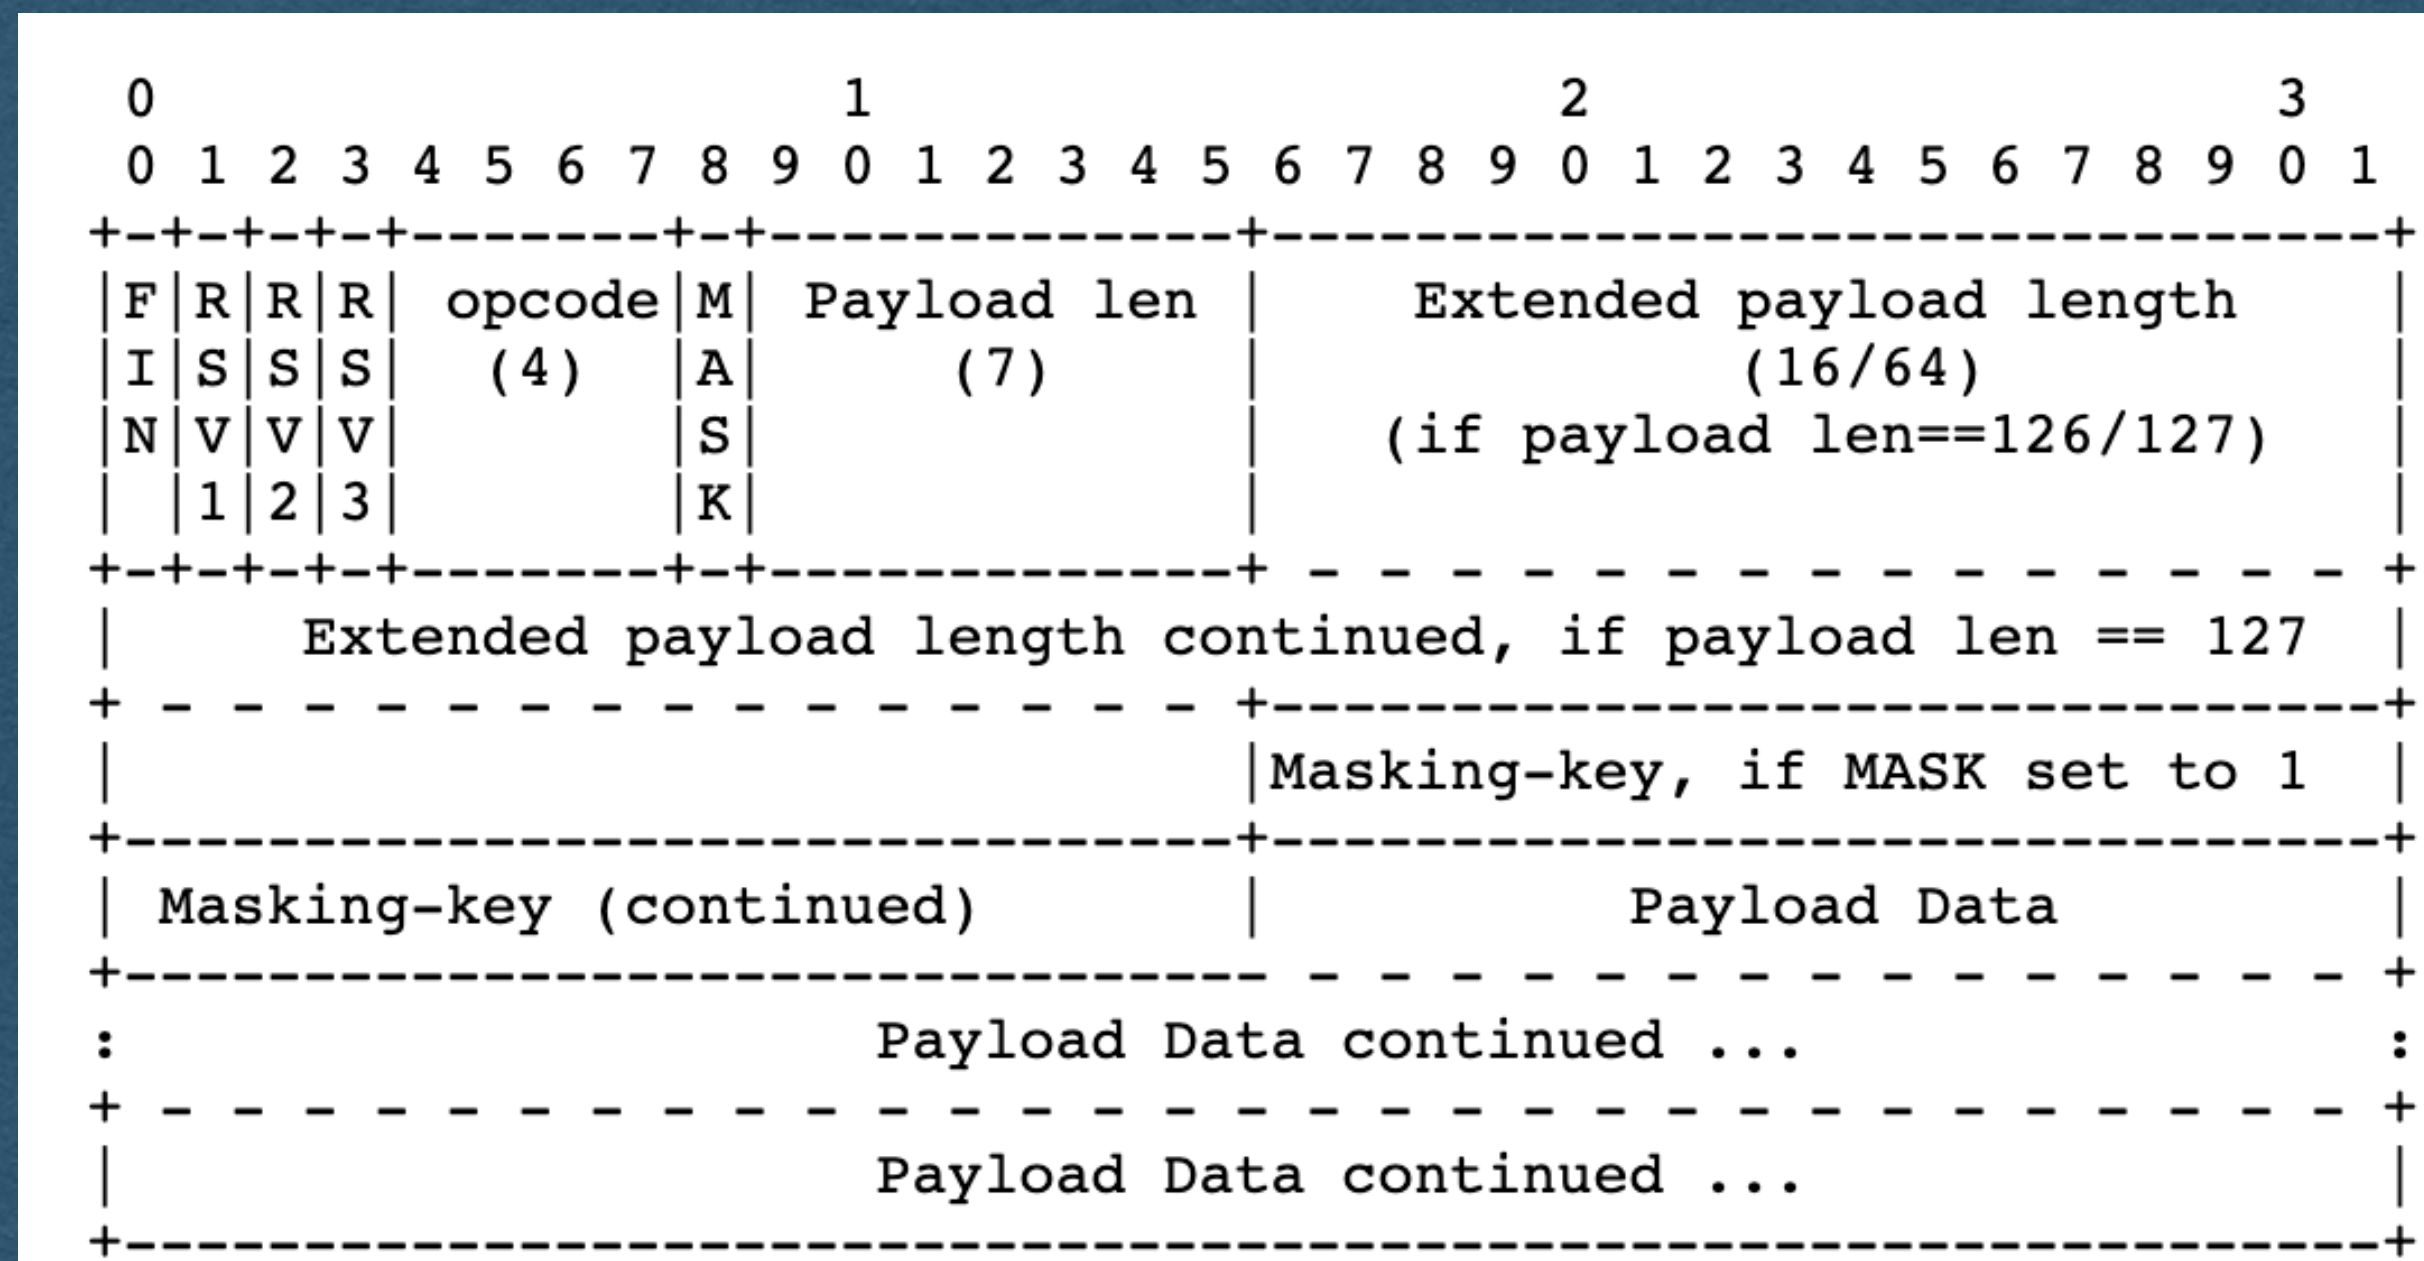 0                   1                   2                   3
 0 1 2 3 4 5 6 7 8 9 0 1 2 3 4 5 6 7 8 9 0 1 2 3 4 5 6 7 8 9 0 1
+-+-+-+-+-------+-+-------------+-------------------------------+
|F|R|R|R| opcode|M| Payload len |    Extended payload length    |
|I|S|S|S|  (4)  |A|     (7)     |             (16/64)           |
|N|V|V|V|       |S|             |   (if payload len==126/127)   |
| |1|2|3|       |K|             |                               |
+-+-+-+-+-------+-+-------------+ - - - - - - - - - - - - - - - +
|     Extended payload length continued, if payload len == 127  |
+ - - - - - - - - - - - - - - - +-------------------------------+
|                               |Masking-key, if MASK set to 1  |
+-------------------------------+-------------------------------+
| Masking-key (continued)       |          Payload Data         |
+-------------------------------- - - - - - - - - - - - - - - - +
:                     Payload Data continued ...                :
+ - - - - - - - - - - - - - - - - - - - - - - - - - - - - - - - +
|                     Payload Data continued ...                |
+---------------------------------------------------------------+